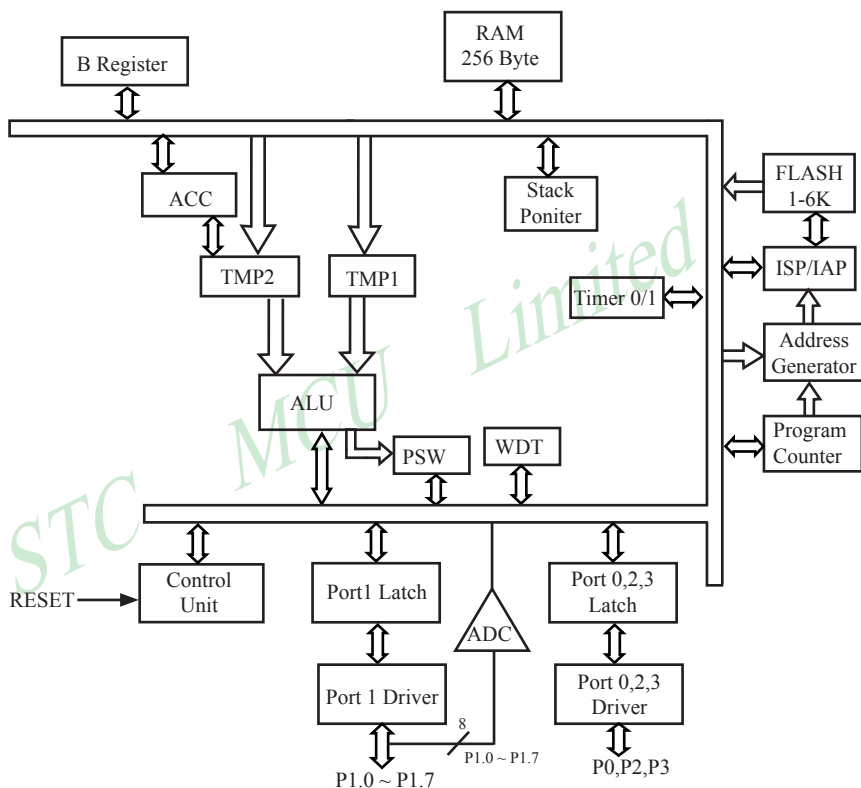 B Register
RAM
256 Byte
ACC
Stack
Poniter
FLASH
1-6K
TMP2
TMP1
ISP/IAP
Timer 0/1
Address
Generator
ALU
PSW
WDT
Program
Counter
STC MCU Limited
RESET
Control
Unit
Port1 Latch
ADC
Port 0,2,3
Latch
Port 1 Driver
Port 0,2,3
Driver
8
P1.0 ~ P1.7
P1.0 ~ P1.7
P0,P2,P3